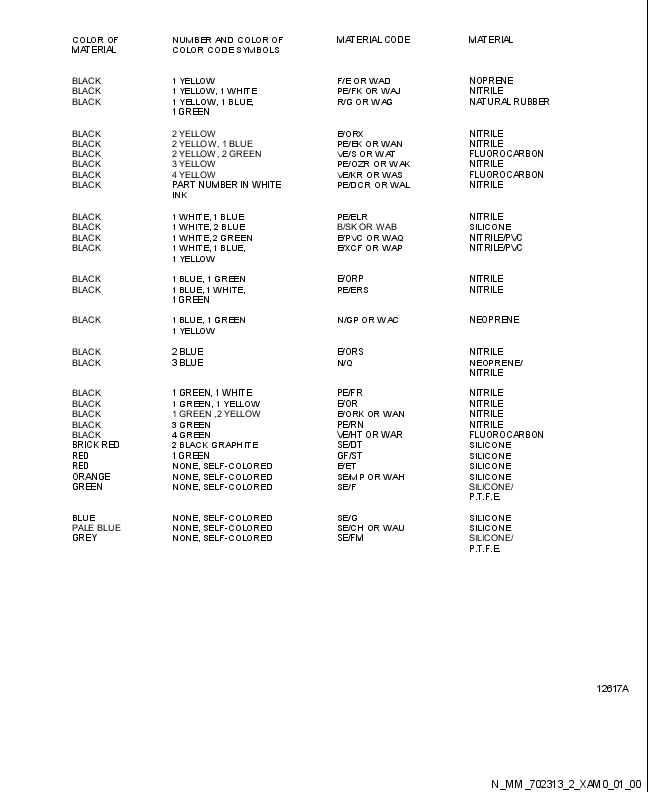 COLOR OF NUMBER AND COLOR OF MATERIAL CODE MATERIAL
MATERIAL COLOR CODE SYMBOLS
BLACK 1 YELLOW F/E OR WAD NOPRENE
BLACK 1 YELLOW, 1 WHITE PE/FK OR WAJ NITRILE
BLACK 1 YELLOW, 1 BLUE, R/G OR WAG NATURAL RUBBER
1 GREEN
BLACK 2 YELLOW E/ORX NITRILE
BLACK 2 YELLOW, 1 BLUE PE/EK OR WAN NITRILE
BLACK 2 YELLOW, 2 GREEN VE/S OR WAT FLUOROCARBON
BLACK 3 YELLOW PE/OZR OR WAK NITRILE
BLACK 4 YELLOW VE/KR OR WAS FLUOROCARBON
BLACK PART NUMBER IN WHITE PE/DCR OR WAL NITRILE
INK
BLACK 1 WHITE, 1 BLUE PE/ELR NITRILE
BLACK 1 WHITE, 2 BLUE B/SK OR WAB SILICONE
BLACK 1 WHITE, 2 GREEN E/PVC OR WAQ NITRILE/PVC
BLACK 1 WHITE, 1 BLUE, E/XCF OR WAP NITRILE/PVC
1 YELLOW
BLACK 1 BLUE, 1 GREEN E/ORP NITRILE
BLACK 1 BLUE, 1 WHITE, PE/ERS NITRILE
1 GREEN
BLACK 1 BLUE, 1 GREEN N/GP OR WAC NEOPRENE
1 YELLOW
BLACK 2 BLUE E/ORS NITRILE
BLACK 3 BLUE N/Q NEOPRENE/
NITRILE
BLACK 1 GREEN, 1 WHITE PE/FR NITRILE
BLACK 1 GREEN, 1 YELLOW E/OR NITRILE
BLACK 1 GREEN ,2 YELLOW E/ORK OR WAN NITRILE
BLACK 3 GREEN PE/RN NITRILE
BLACK 4 GREEN VE/HT OR WAR FLUOROCARBON
BRICK RED 2 BLACK GRAPHITE SE/DT SILICONE
RED 1 GREEN GF/ST SILICONE
RED NONE, SELF-COLORED E/ET SILICONE
ORANGE NONE, SELF-COLORED SE/MP OR WAH SILICONE
GREEN NONE, SELF-COLORED SE/F SILICONE/
P.T.F.E.
BLUE NONE, SELF-COLORED SE/G SILICONE
PALE BLUE NONE, SELF-COLORED SE/CH OR WAU SILICONE
GREY NONE, SELF-COLORED SE/FM SILICONE/
P.T.F.E.
12617A
N_MM_702313_2_XAM0_01_00